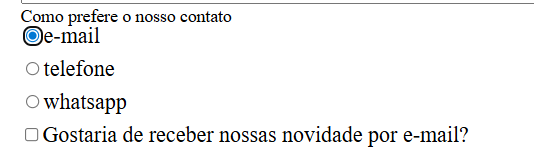 Como prefere o nosso contato
e-mail
telefone
whatsapp
Gostaria de receber nossas novidade por e-mail?